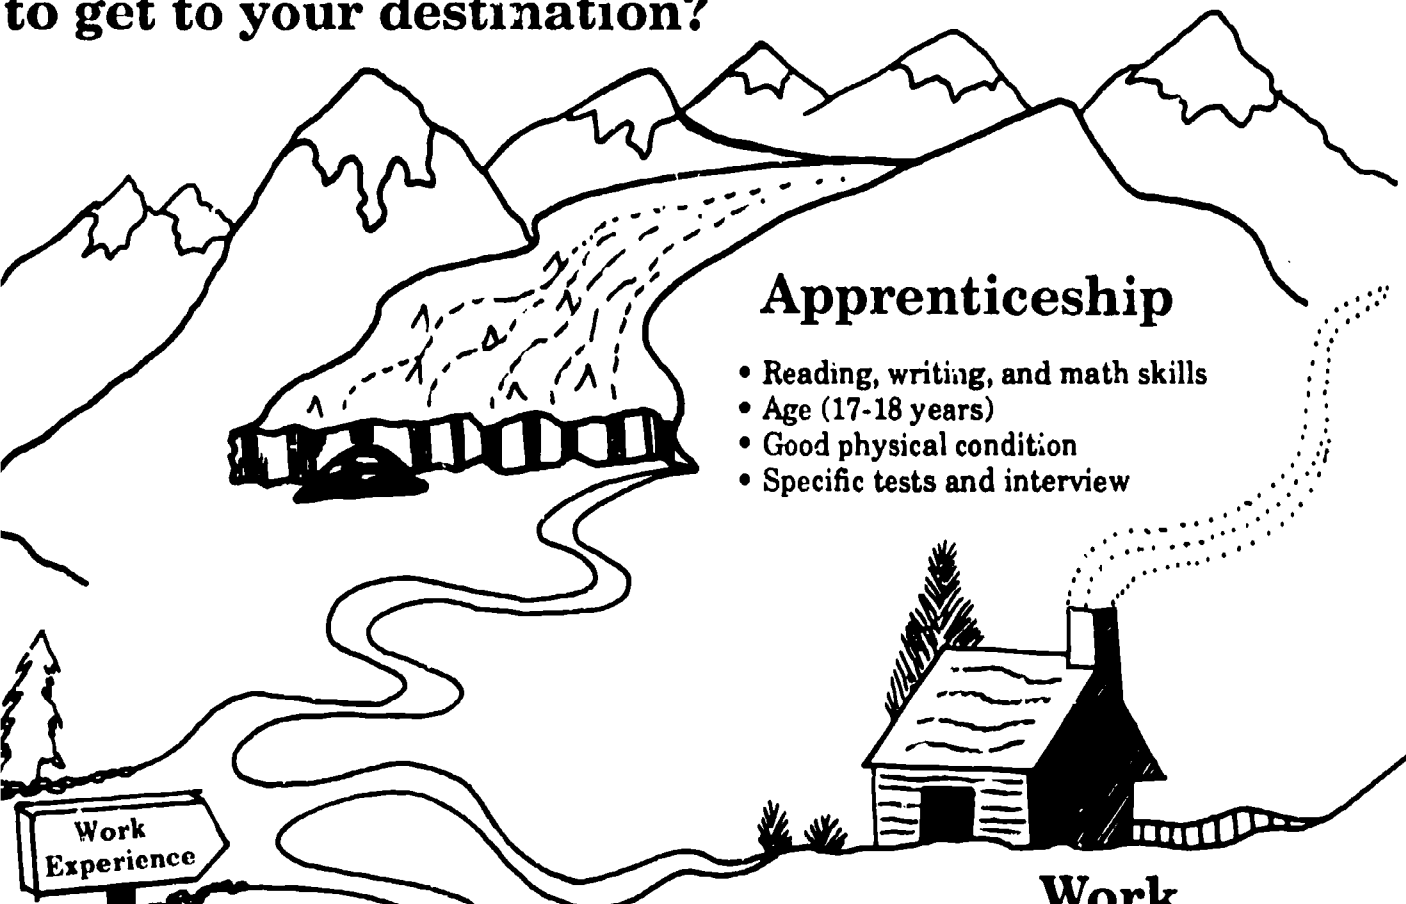 to get to your destination?
Apprenticeship
• Reading, writing, and math skills
• Age (17-18 years)
• Good physical condition
• Specific tests and interview
Work
Experience
Work